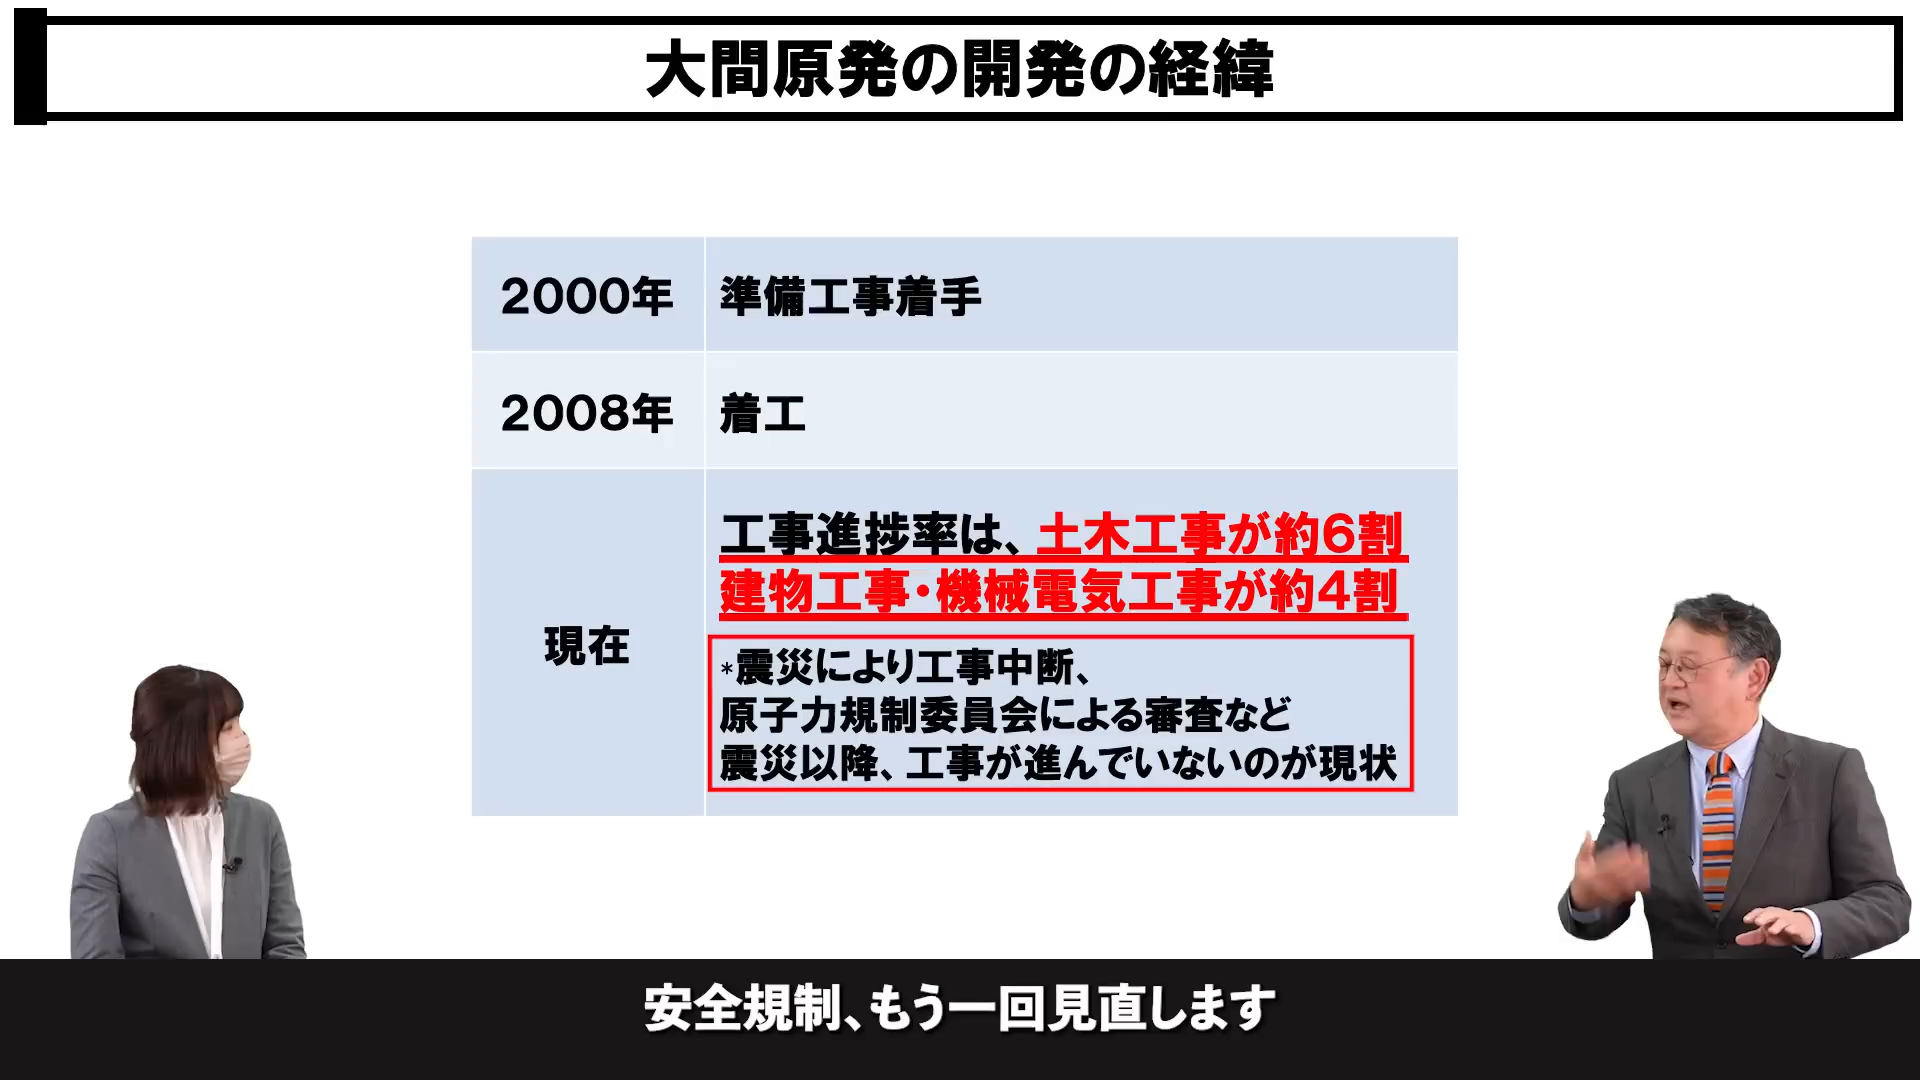 大間原発の開発の経緯
2000年 準備工事着手
2008年 着工
現在
工事進捗率は、土木工事が約6割
建物工事・機械電気工事が約4割
*震災により工事中断、
原子力規制委員会による審査など
震災以降、工事が進んでいないのが現状
安全規制、もう一回見直します